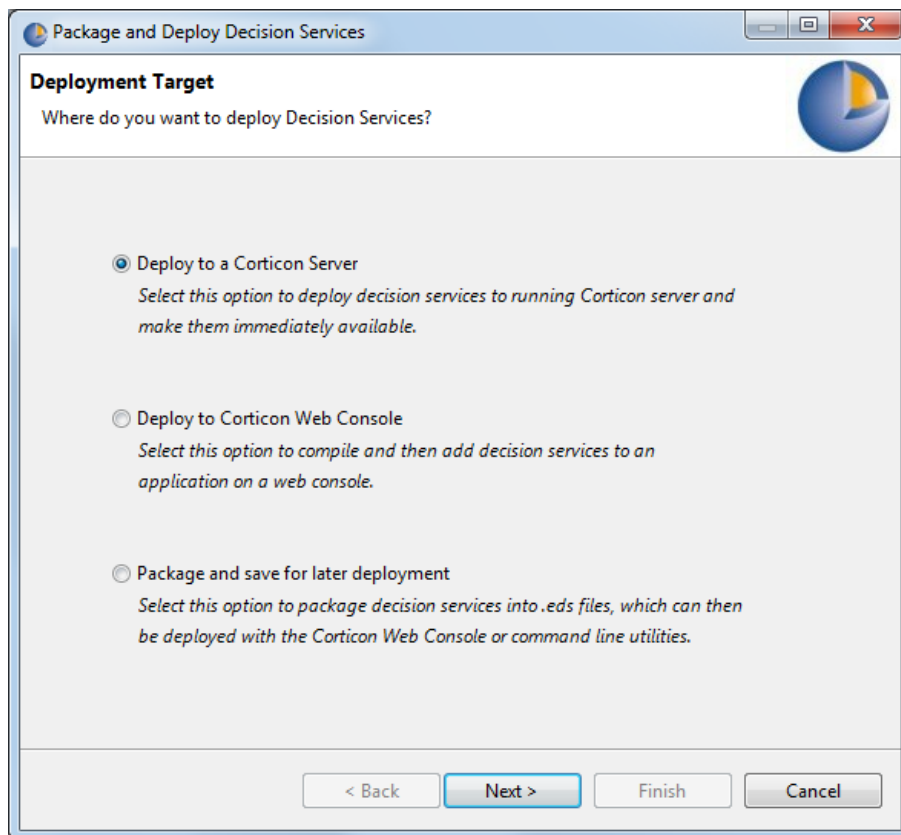 Package and Deploy Decision Services
Deployment Target
Where do you want to deploy Decision Services?
Deploy to a Corticon Server
Select this option to deploy decision services to running Corticon server and
make them immediately available.
Deploy to Corticon Web Console
Select this option to compile and then add decision services to an
application on a web console.
Package and save for later deployment
Select this option to package decision services into .eds files, which can then
be deployed with the Corticon Web Console or command line utilities.
< Back Next > Finish Cancel